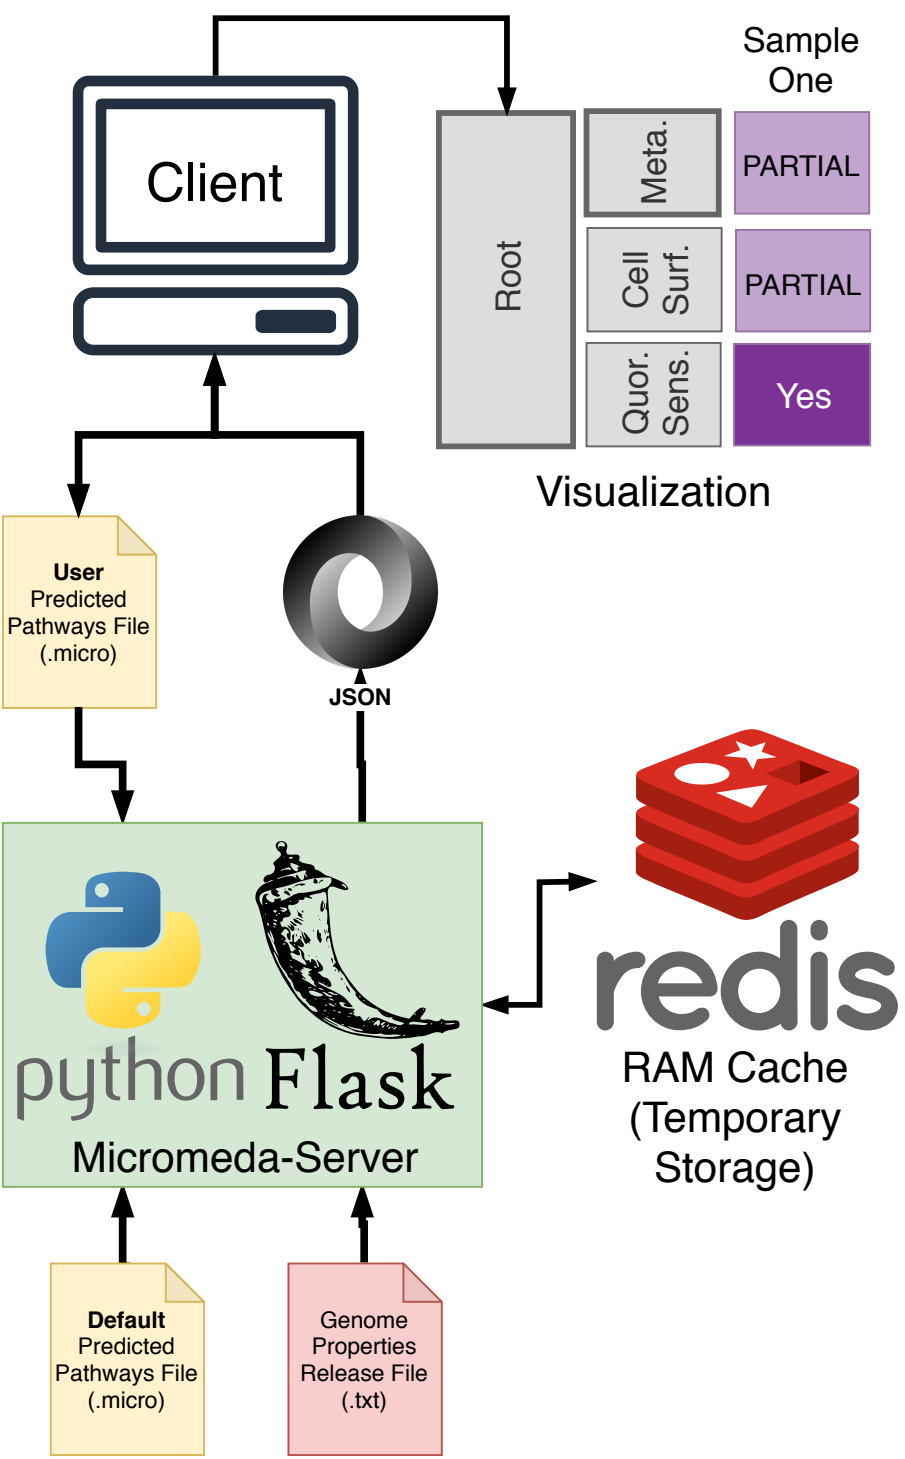 Sample
One
Client
Root
Meta.
PARTIAL
Cell
Surf.
PARTIAL
Quor.
Sens.
Yes
Visualization
User
Predicted
Pathways File
(.micro)
JSON
python
Flask
Micromeda-Server
redis
RAM Cache
(Temporary
Storage)
Default
Predicted
Pathways File
(.micro)
Genome
Properties
Release File
(.txt)